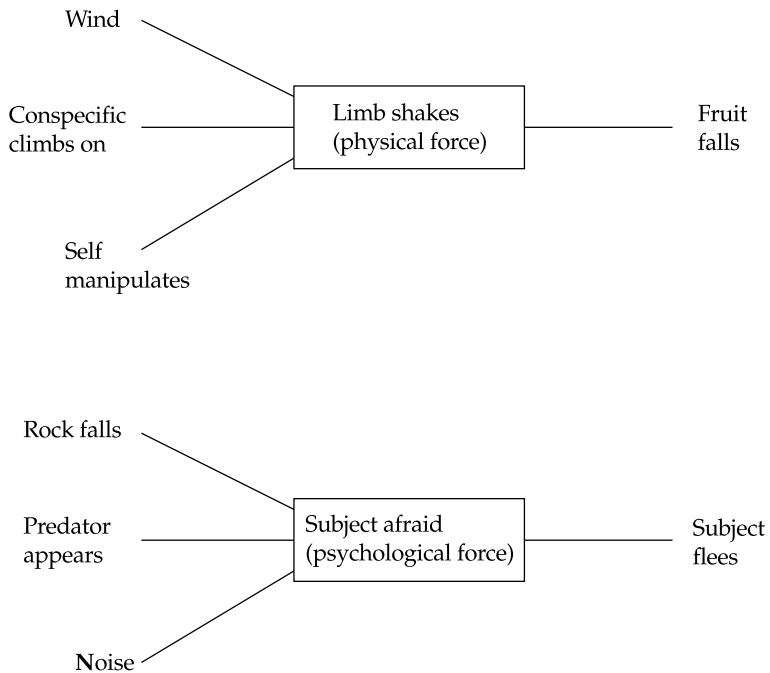 Wind
Conspecific
climbs on
Self
manipulates
Limb shakes
(physical force)
Fruit
falls
Rock falls
Predator
appears
Noise
Subject afraid
(psychological force)
Subject
flees